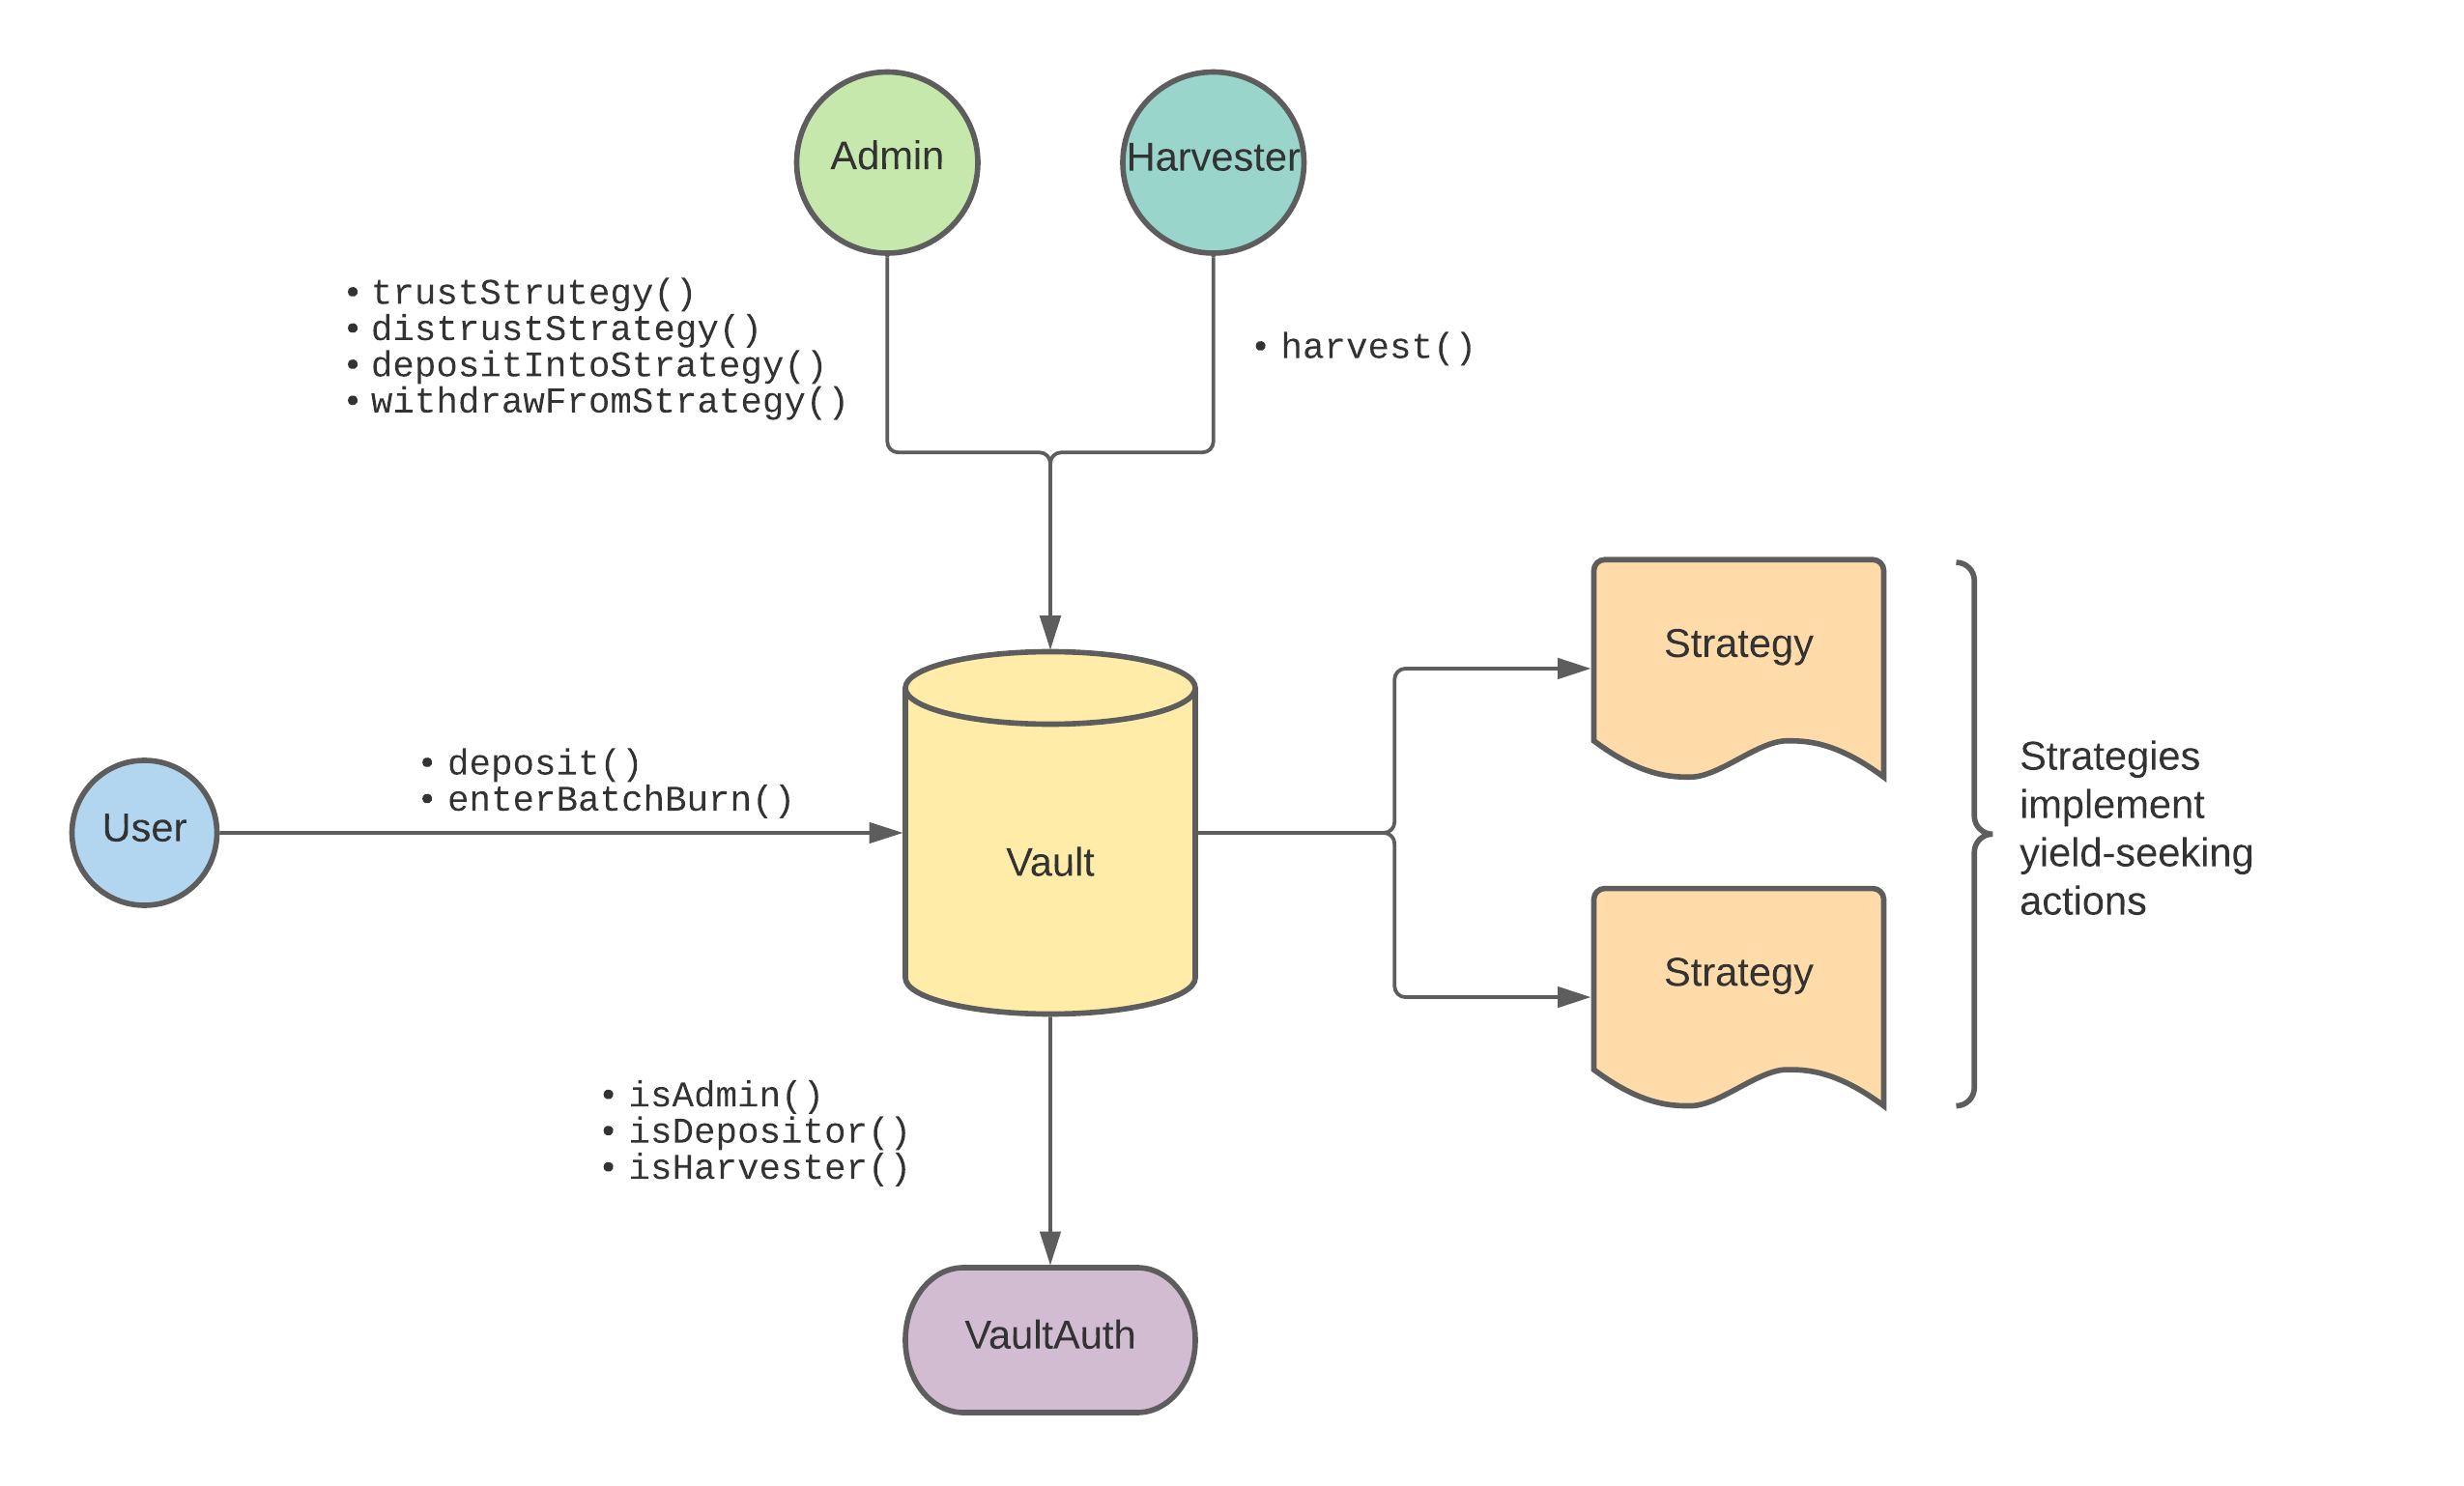 Admin
Harvester
• trustStrutegy()
• distrustStrategy()
• depositIntoStrategy()
• withdrawFromStrategy()
• harvest()
Strategy
• deposit()
• enterBatchBurn()
User
Vault
Strategies
implement
yield-seeking
actions
Strategy
• isAdmin()
• isDepositor()
• isHarvester()
VaultAuth